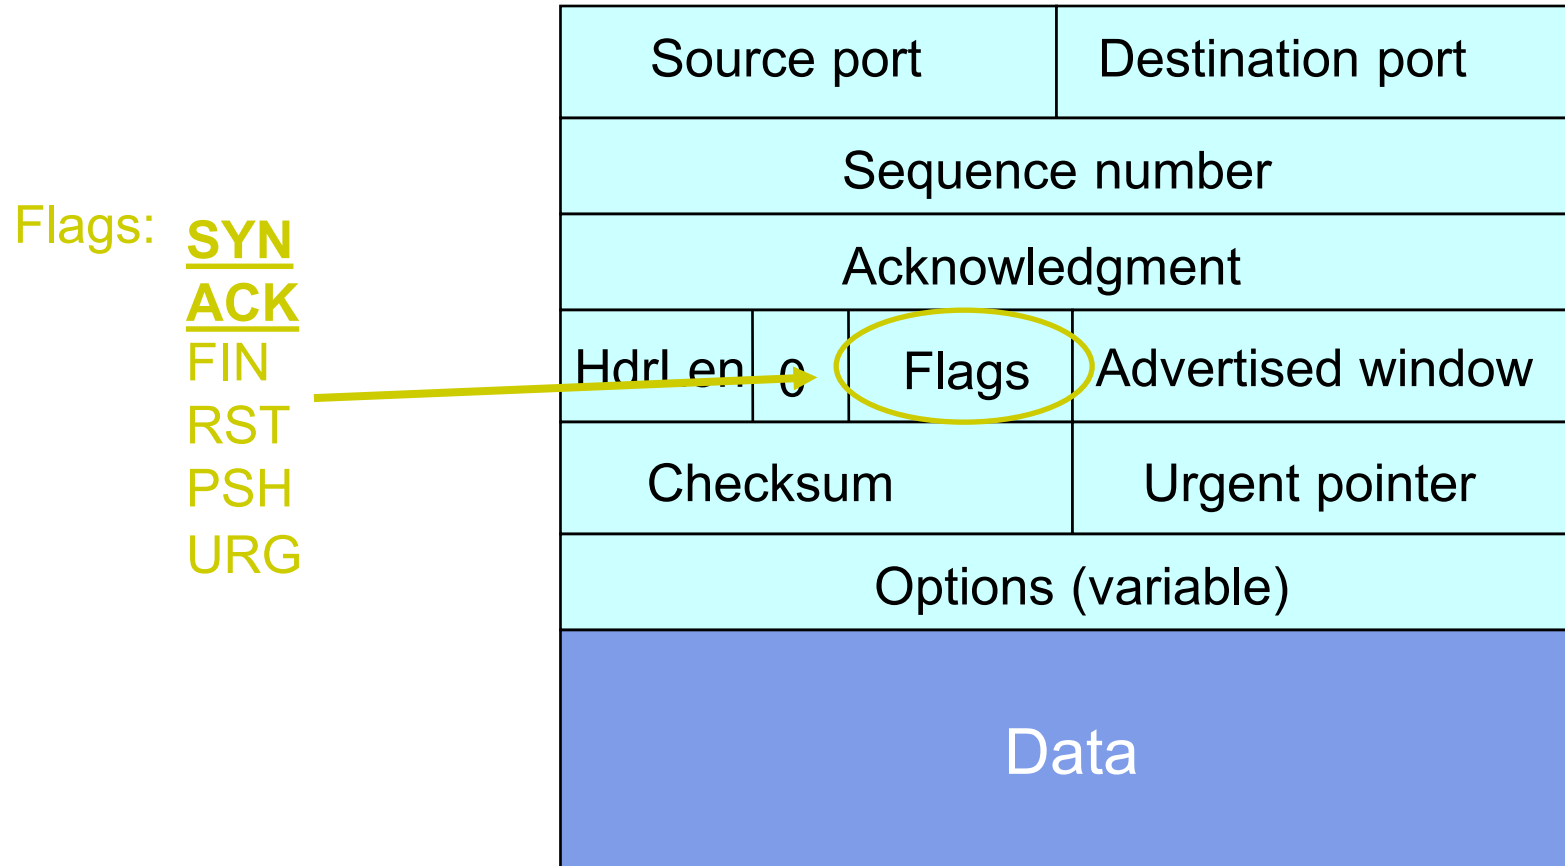 Source port
Destination port
Sequence number
Flags:
SYN
ACK
FIN
RST
PSH
URG
Acknowledgment
HdrLen
0
Flags
Advertised window
Checksum
Urgent pointer
Options (variable)
Data